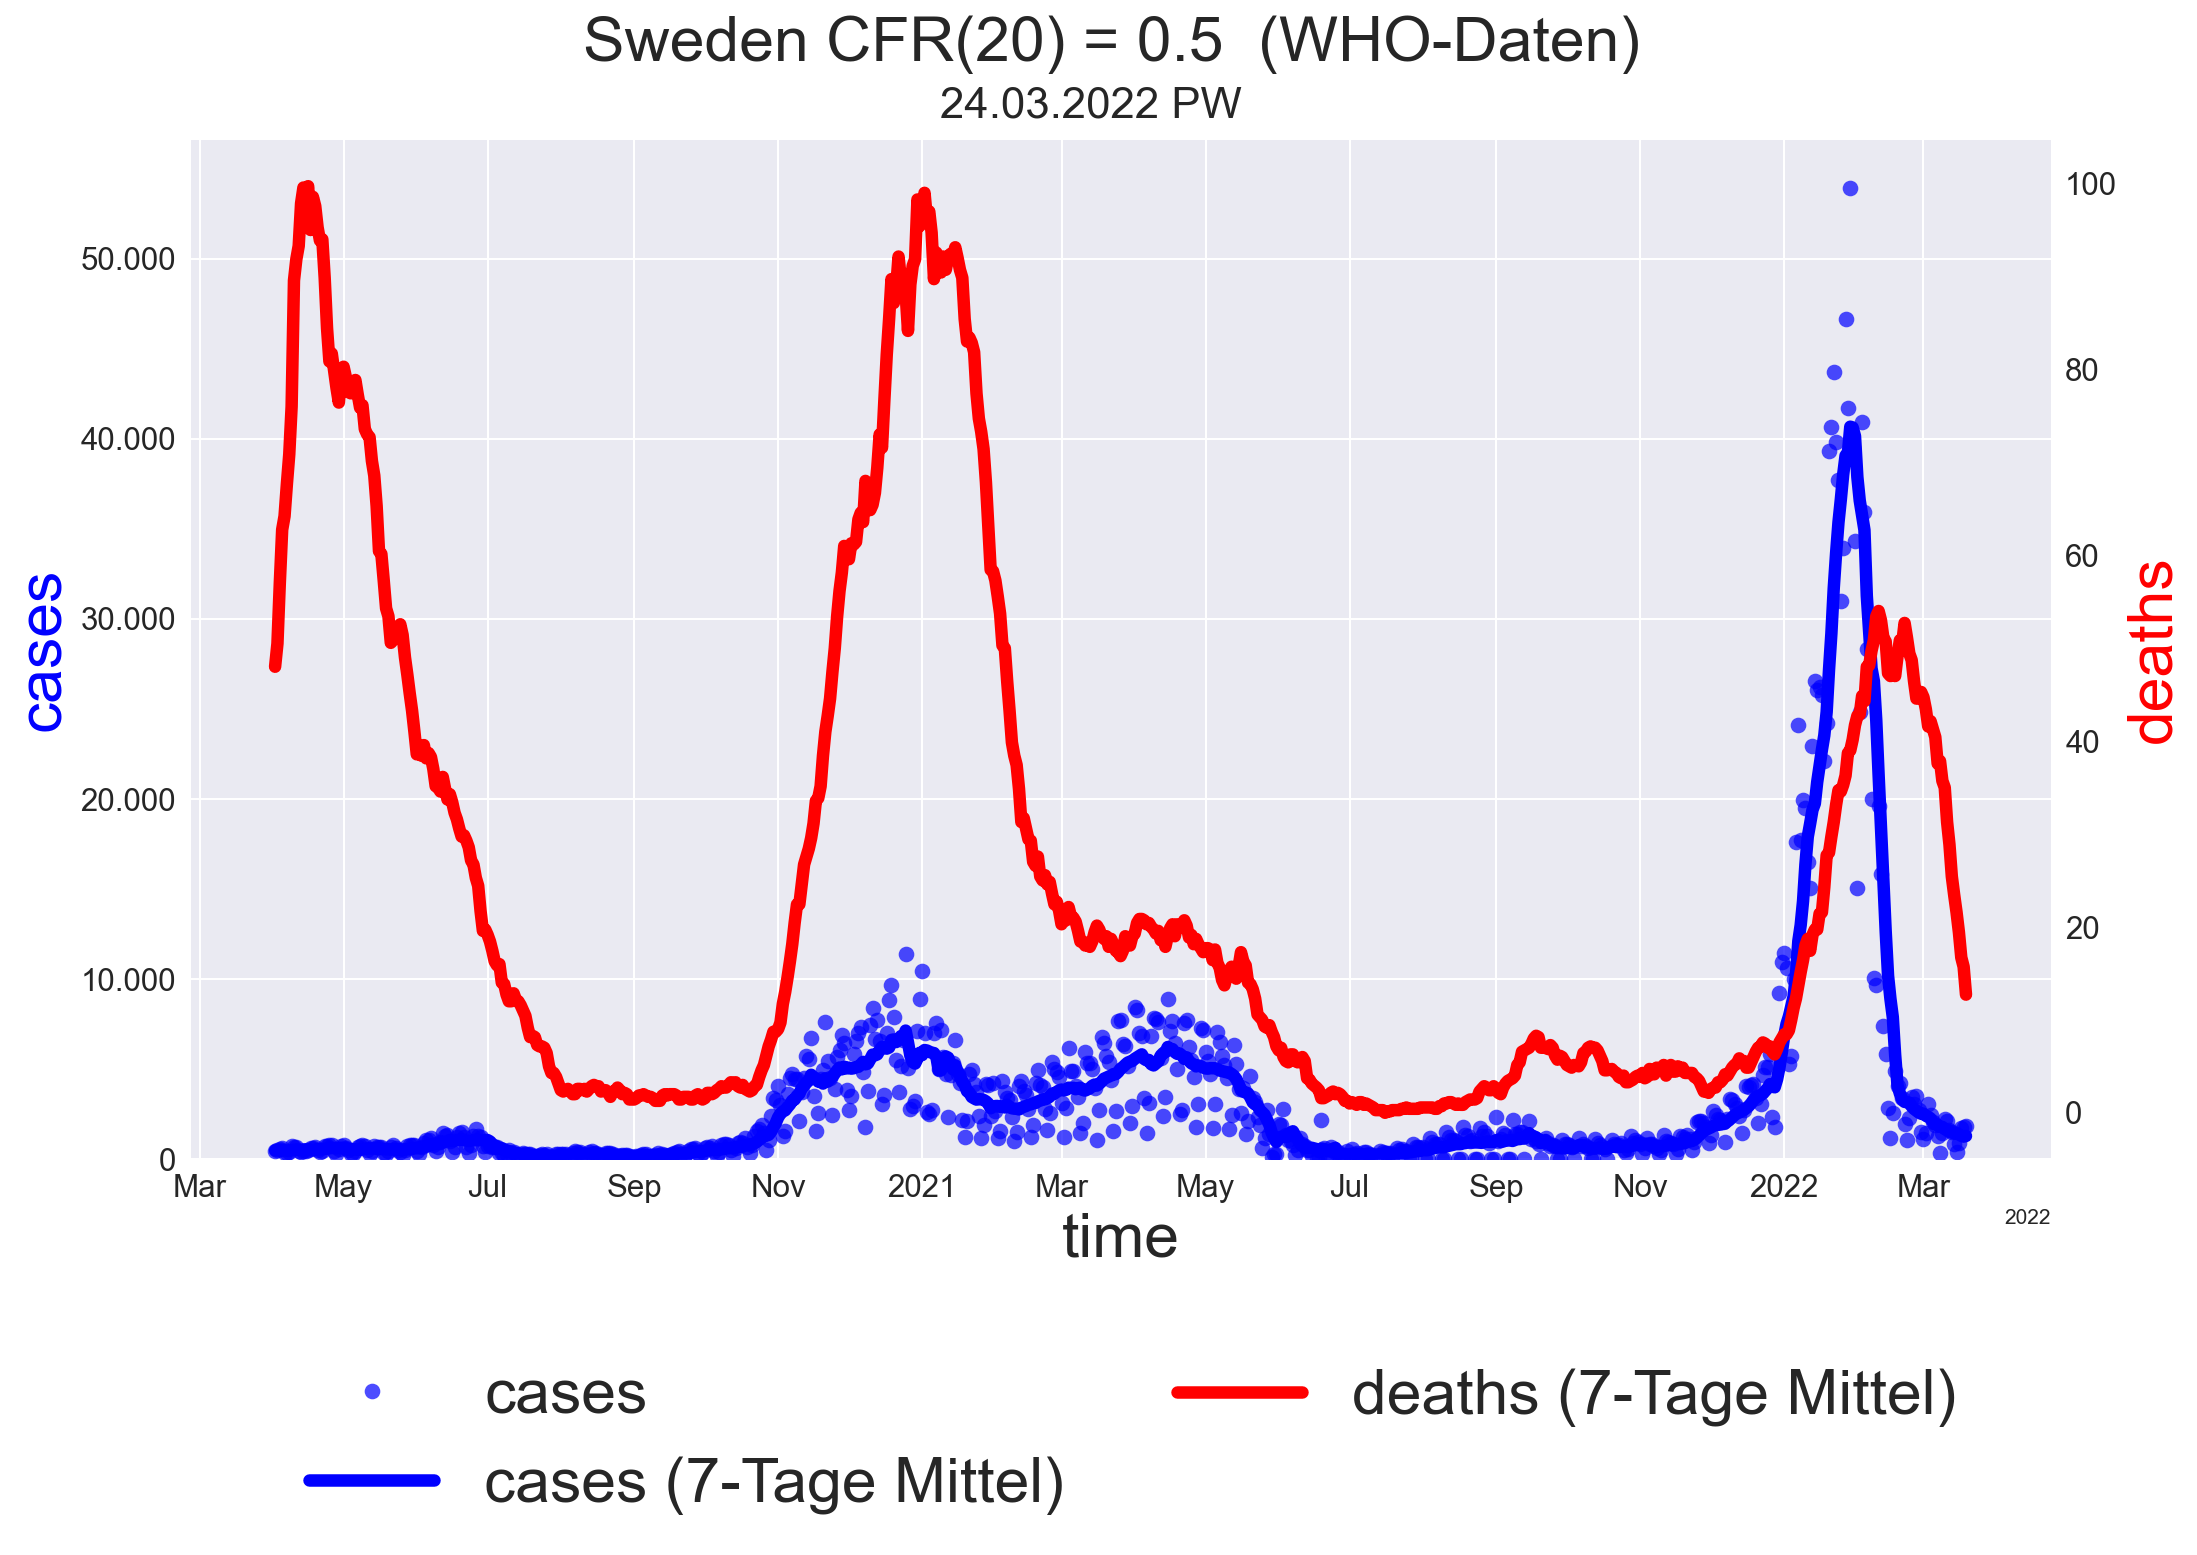 Sweden CFR(20) = 0.5  (WHO-Daten)
24.03.2022 PW
cases
50.000
40.000
30.000
20.000
10.000
0
100
80
60
40
20
0
deaths
Mar May Jul Sep Nov 2021 Mar May Jul Sep Nov 2022 Mar
2022
time
cases
deaths (7-Tage Mittel)
cases (7-Tage Mittel)